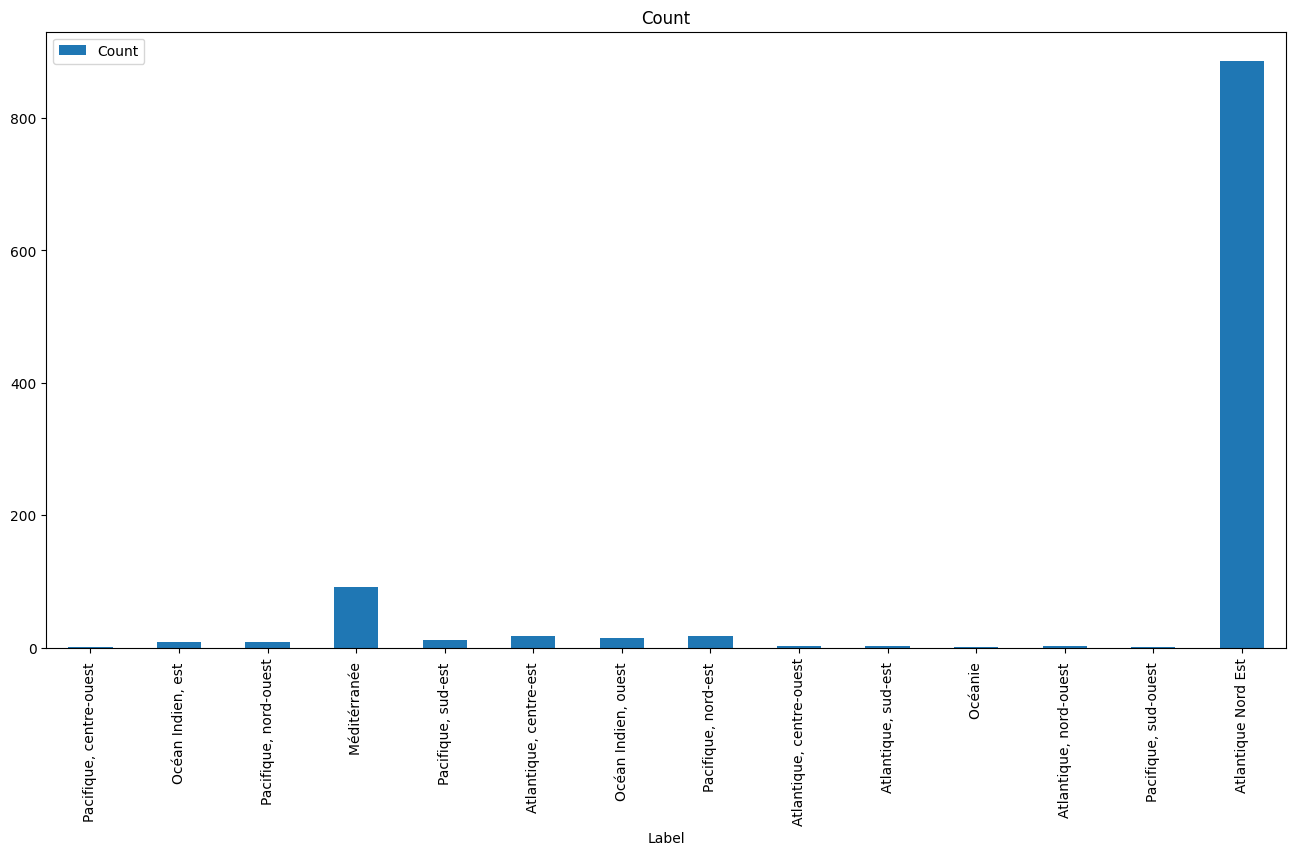 Count
Count
800
600
400
200
0
Pacifique, centre-ouest
Océan Indien, est
Pacifique, nord-ouest
Méditérranée
Pacifique, sud-est
Atlantique, centre-est
Océan Indien, ouest
Pacifique, nord-est
Atlantique, centre-ouest
Atlantique, sud-est
Océanie
Atlantique, nord-ouest
Pacifique, sud-ouest
Atlantique Nord Est
Label